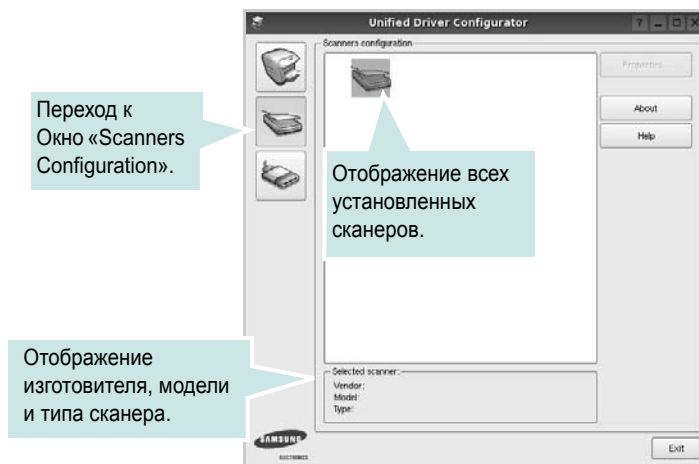 Unified Driver Configurator
Scanners configuration
Properties...
About
Help
Переход к
Окно «Scanners
Configuration».
Отображение всех
установленных
сканеров.
Отображение
изготовителя, модели
и типа сканера.
Selected scanner:
Vendor:
Model:
Type:
SAMSUNG
ELECTRONICS
Exit